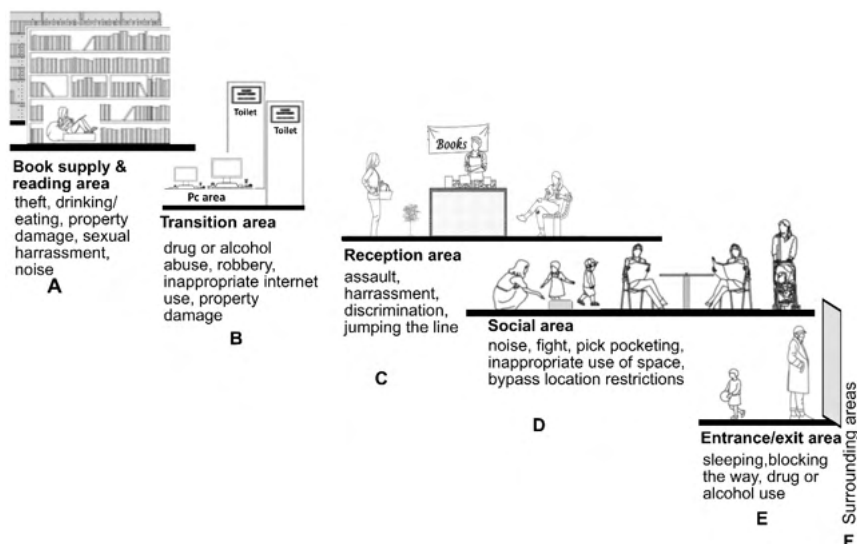 Book supply &
reading area
theft, drinking/
eating, property
damage, sexual
harrassment,
noise
A
Toilet
Toilet
Pc area
Transition area
drug or alcohol
abuse, robbery,
inappropriate internet
use, property
damage
B
Books
Reception area
assault,
harrassment,
discrimination,
jumping the line
C
Social area
noise, fight, pick pocketing,
inappropriate use of space,
bypass location restrictions
D
Entrance/exit area
sleeping,blocking
the way, drug or
alcohol use
E
Surrounding areas
F